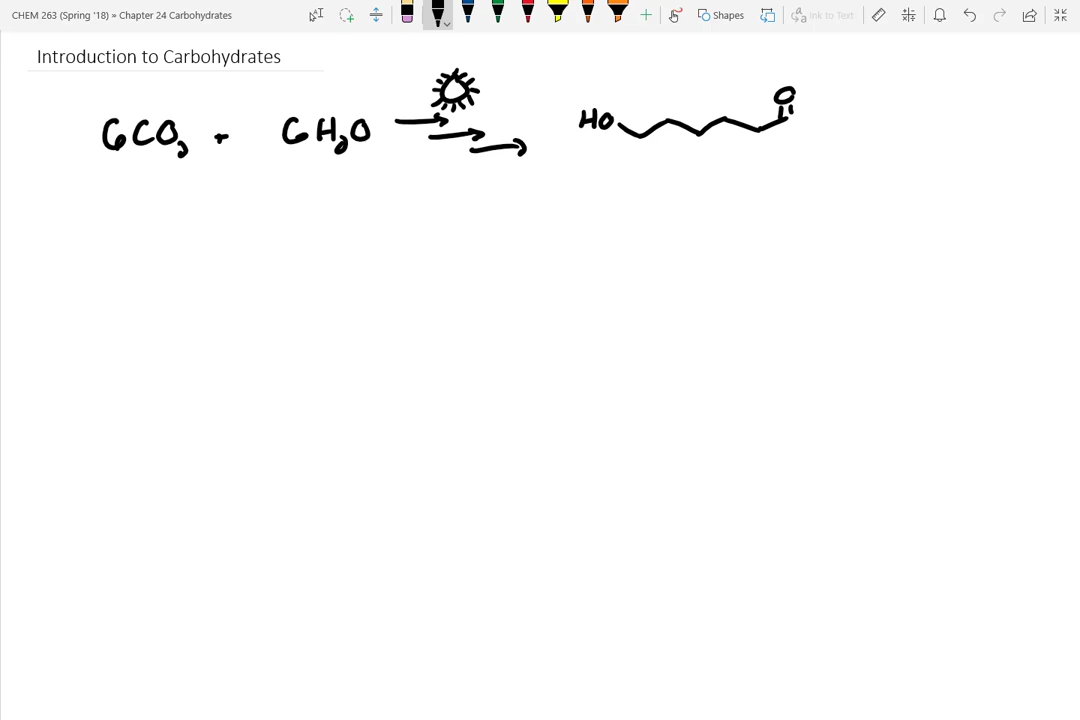 CHEM 263 (Spring '18) » Chapter 24 Carbohydrates
Shapes
Ink to Text
Introduction to Carbohydrates
6CO₂ + 6H₂O
HO
O